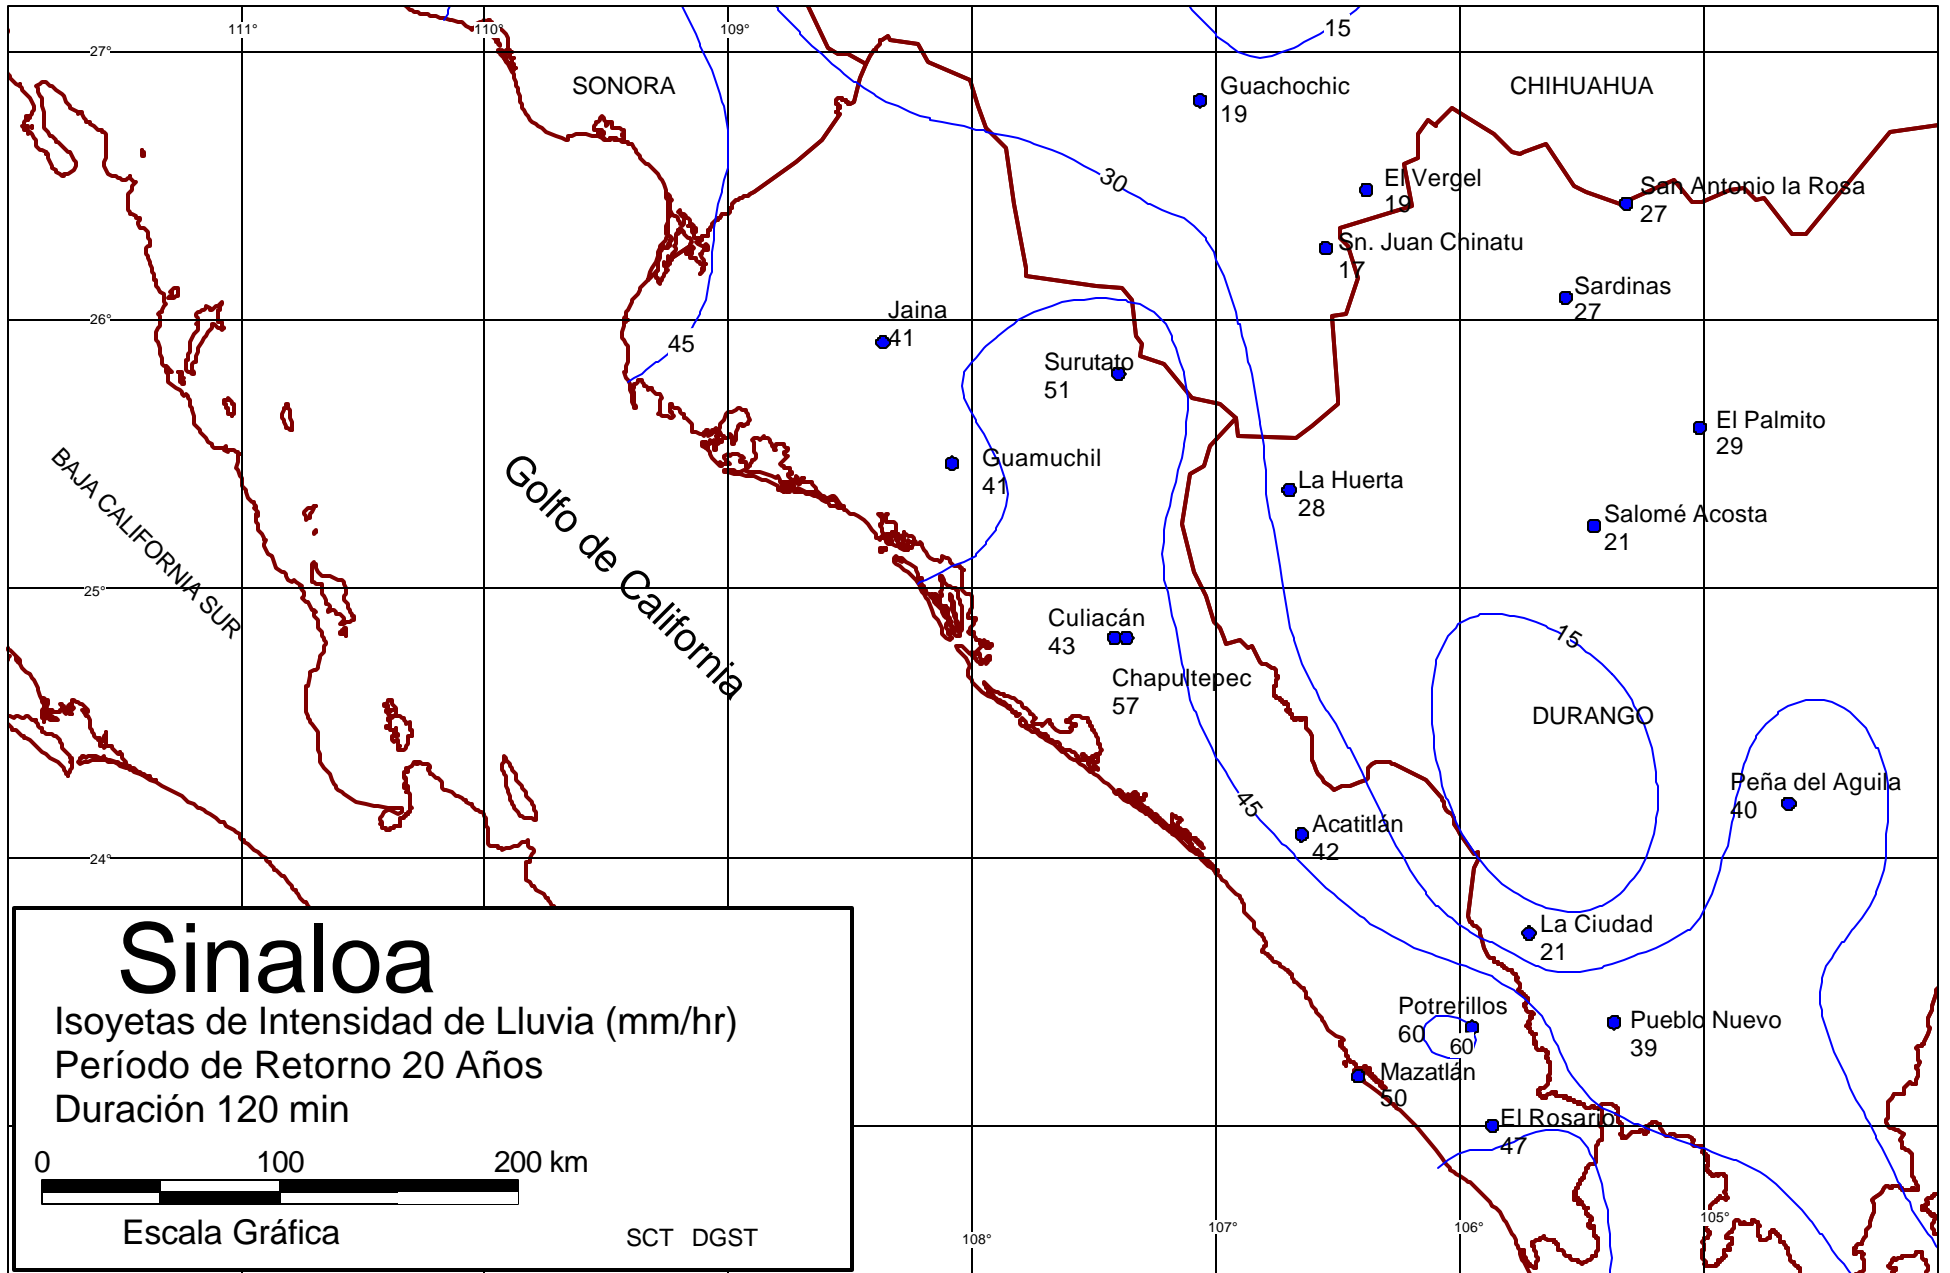 111°
110°
109°
27°
15
SONORA
Guachochic
19
CHIHUAHUA
30
El Vergel
19
San Antonio la Rosa
27
Sn. Juan Chinatu
17
Sardinas
27
26°
Jaina
41
45
Surutato
51
El Palmito
29
BAJA CALIFORNIA SUR
Golfo de California
Guamuchil
41
La Huerta
28
Salomé Acosta
21
25°
Culiacán
43
15
Chapultepec
57
DURANGO
Peña del Aguila
40
45
Acatitlán
42
24°
La Ciudad
21
Potrerillos
60
60
Pueblo Nuevo
39
Mazatlán
50
El Rosario
47
Sinaloa
Isoyetas de Intensidad de Lluvia (mm/hr)
Período de Retorno 20 Años
Duración 120 min
0 100 200 km
Escala Gráfica
SCT DGST
108°
107°
106°
105°